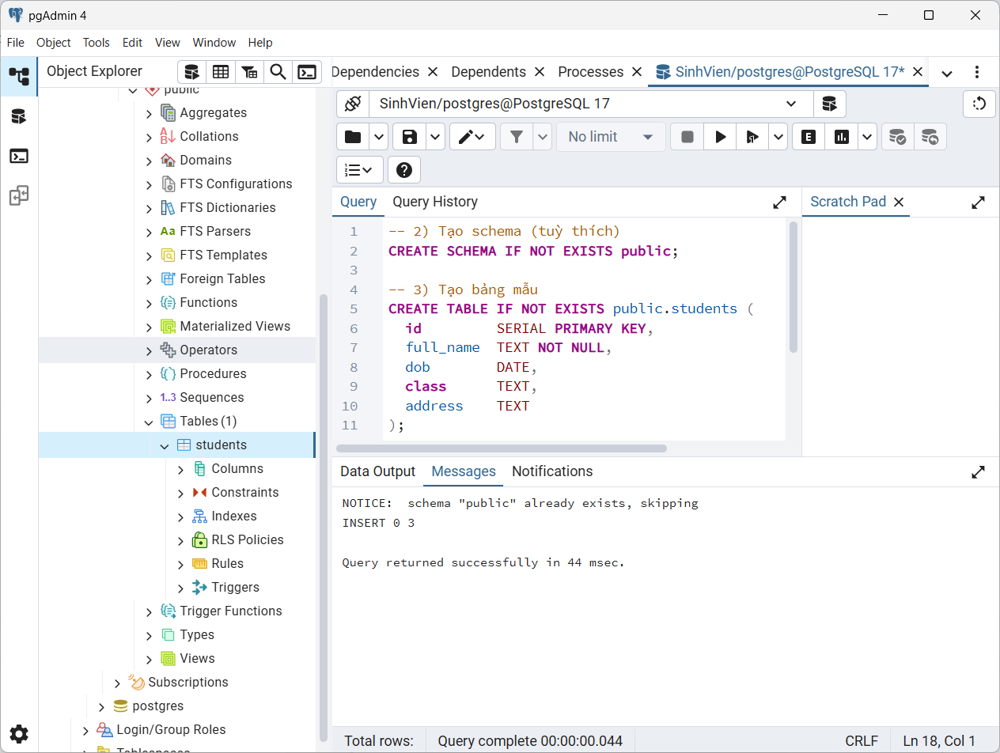 pgAdmin 4
File Object Tools Edit View Window Help
Object Explorer
Dependencies Dependents Processes SinhVien/postgres@PostgreSQL 17*
SinhVien/postgres@PostgreSQL 17
No limit
E
Query Query History
Scratch Pad
public
Aggregates
Collations
Domains
FTS Configurations
FTS Dictionaries
Aa FTS Parsers
FTS Templates
Foreign Tables
Functions
Materialized Views
Operators
Procedures
1..3 Sequences
Tables (1)
students
Columns
Constraints
Indexes
RLS Policies
Rules
Triggers
Trigger Functions
Types
Views
Subscriptions
postgres
Login/Group Roles
Tablespaces
1 -- 2) Tạo schema (tuỳ thích)
2 CREATE SCHEMA IF NOT EXISTS public;
3
4 -- 3) Tạo bảng mẫu
5 CREATE TABLE IF NOT EXISTS public.students (
6 id SERIAL PRIMARY KEY,
7 full_name TEXT NOT NULL,
8 dob DATE,
9 class TEXT,
10 address TEXT
11 );
Data Output Messages Notifications
NOTICE: schema "public" already exists, skipping
INSERT 0 3
Query returned successfully in 44 msec.
Total rows: Query complete 00:00:00.044 CRLF Ln 18, Col 1